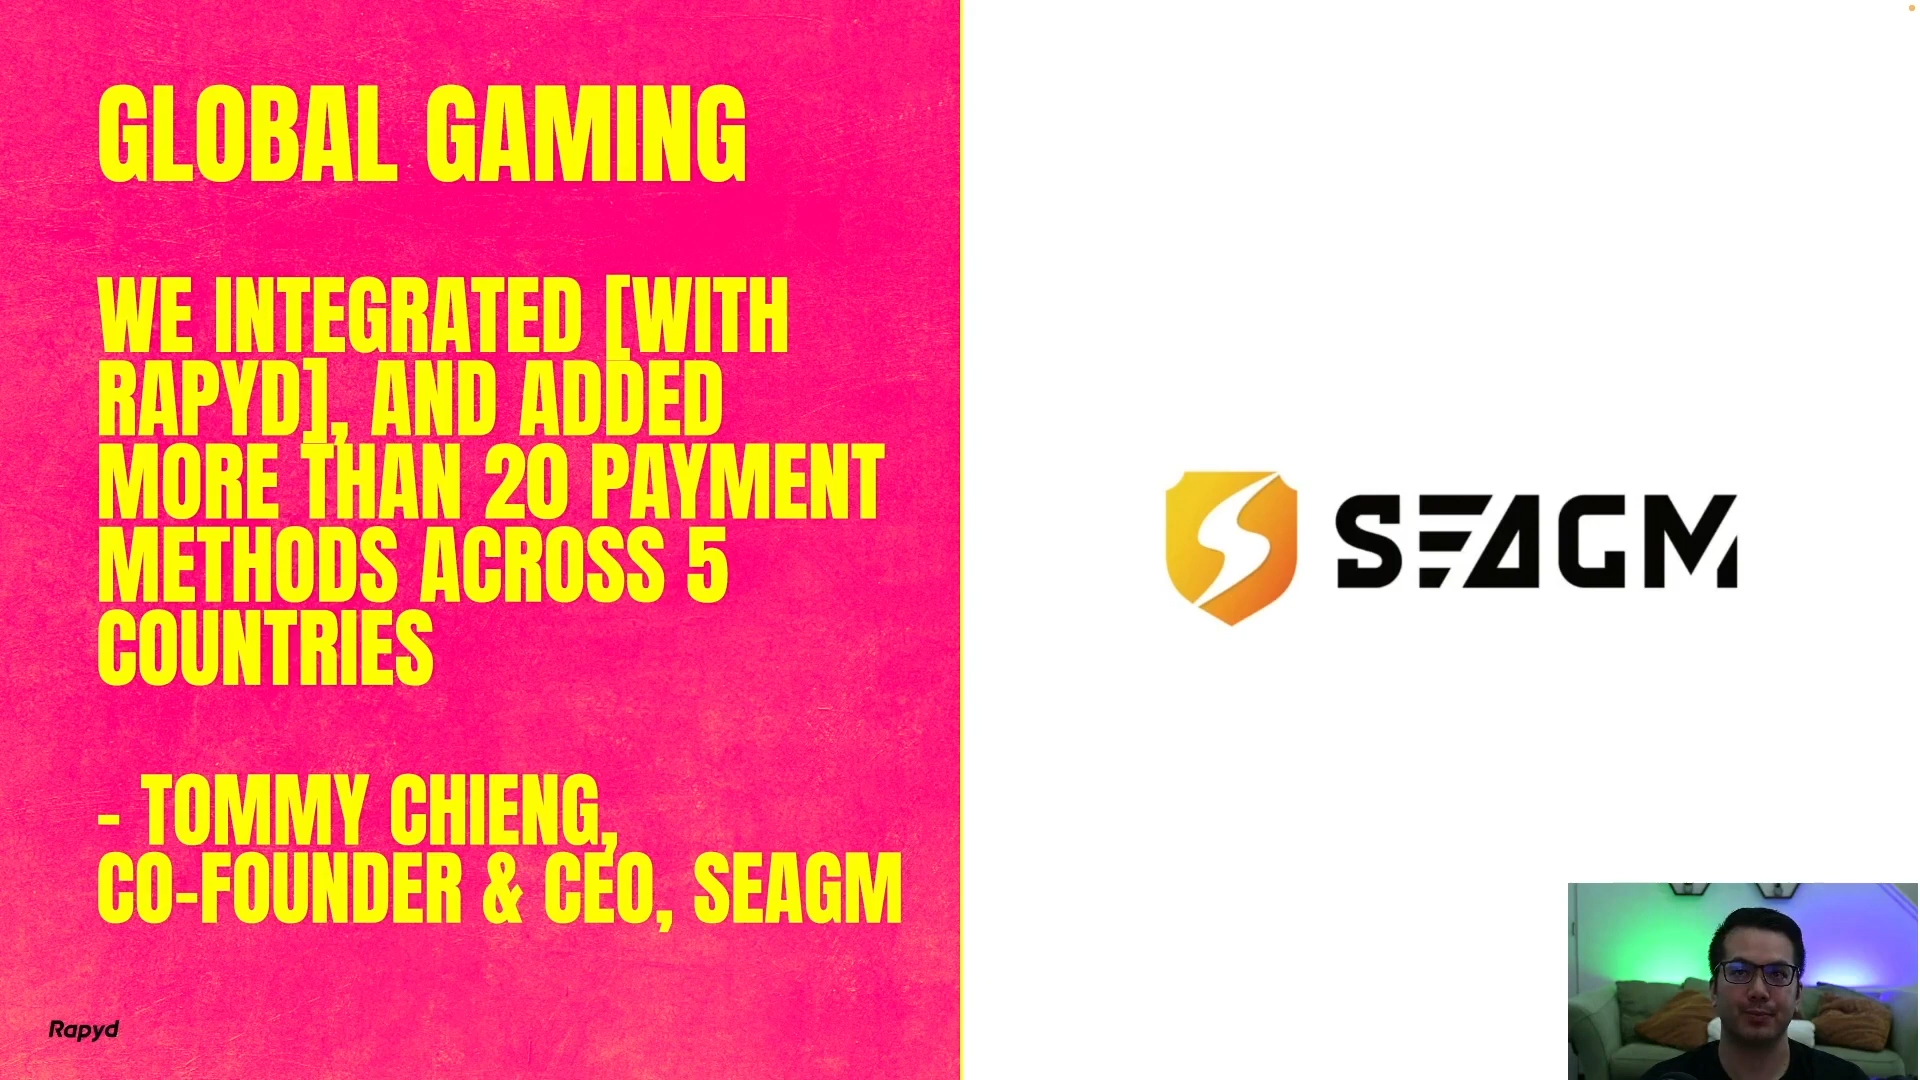 GLOBAL GAMING
WE INTEGRATED [WITH
RAPYD], AND ADDED
MORE THAN 20 PAYMENT
METHODS ACROSS 5
COUNTRIES
- TOMMY CHIENG,
CO-FOUNDER & CEO, SEAGM
Rapyd
SEAGM